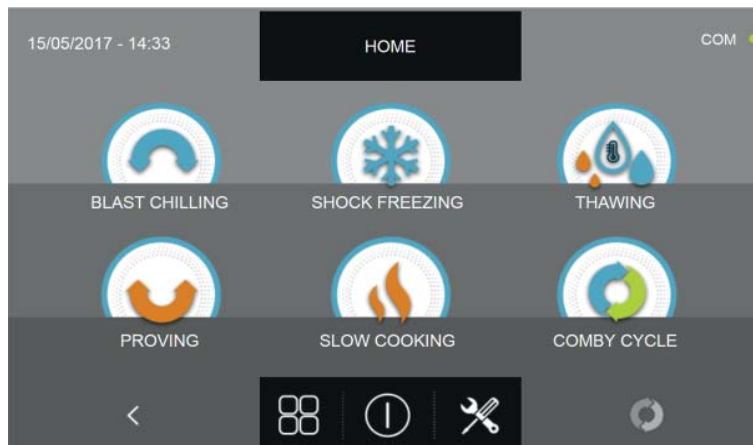 15/05/2017 - 14:33
HOME
COM
BLAST CHILLING
SHOCK FREEZING
THAWING
PROVING
SLOW COOKING
COMBY CYCLE